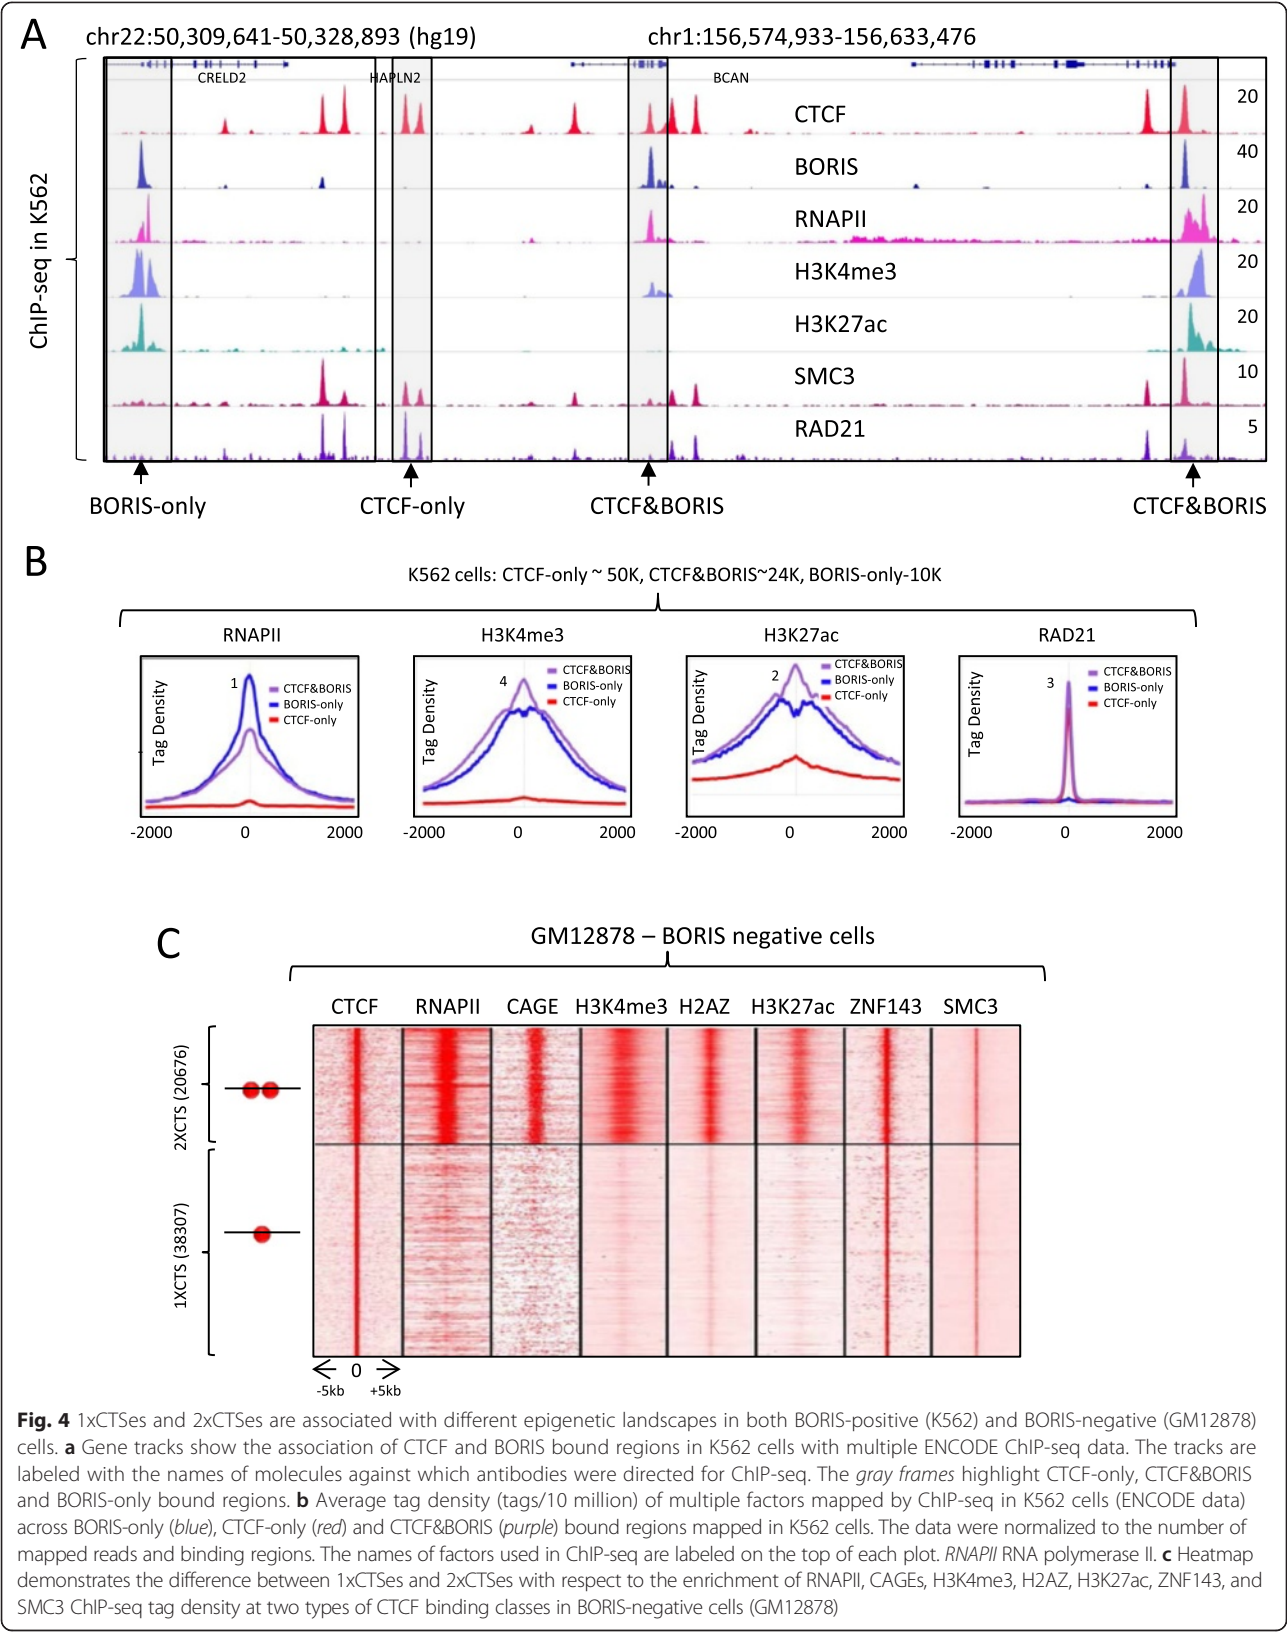 A
chr22:50,309,641-50,328,893 (hg19)
chr1:156,574,933-156,633,476
CRELD2
HAPLN2
BCAN
ChIP-seq in K562
CTCF
20
BORIS
40
RNAPII
20
H3K4me3
20
H3K27ac
20
SMC3
10
RAD21
5
BORIS-only
CTCF-only
CTCF&BORIS
CTCF&BORIS
B
K562 cells: CTCF-only ~ 50K, CTCF&BORIS~24K, BORIS-only-10K
RNAPII
Tag Density
1
CTCF&BORIS
BORIS-only
CTCF-only
-2000 0 2000
H3K4me3
Tag Density
4
CTCF&BORIS
BORIS-only
CTCF-only
-2000 0 2000
H3K27ac
Tag Density
2
CTCF&BORIS
BORIS-only
CTCF-only
-2000 0 2000
RAD21
Tag Density
3
CTCF&BORIS
BORIS-only
CTCF-only
-2000 0 2000
C
GM12878 – BORIS negative cells
CTCF RNAPII CAGE H3K4me3 H2AZ H3K27ac ZNF143 SMC3
2XCTS (20676)
1XCTS (38307)
0
-5kb +5kb
Fig. 4 1xCTSes and 2xCTSes are associated with different epigenetic landscapes in both BORIS-positive (K562) and BORIS-negative (GM12878)
cells. a Gene tracks show the association of CTCF and BORIS bound regions in K562 cells with multiple ENCODE ChIP-seq data. The tracks are
labeled with the names of molecules against which antibodies were directed for ChIP-seq. The gray frames highlight CTCF-only, CTCF&BORIS
and BORIS-only bound regions. b Average tag density (tags/10 million) of multiple factors mapped by ChIP-seq in K562 cells (ENCODE data)
across BORIS-only (blue), CTCF-only (red) and CTCF&BORIS (purple) bound regions mapped in K562 cells. The data were normalized to the number of
mapped reads and binding regions. The names of factors used in ChIP-seq are labeled on the top of each plot. RNAPII RNA polymerase II. c Heatmap
demonstrates the difference between 1xCTSes and 2xCTSes with respect to the enrichment of RNAPII, CAGEs, H3K4me3, H2AZ, H3K27ac, ZNF143, and
SMC3 ChIP-seq tag density at two types of CTCF binding classes in BORIS-negative cells (GM12878)